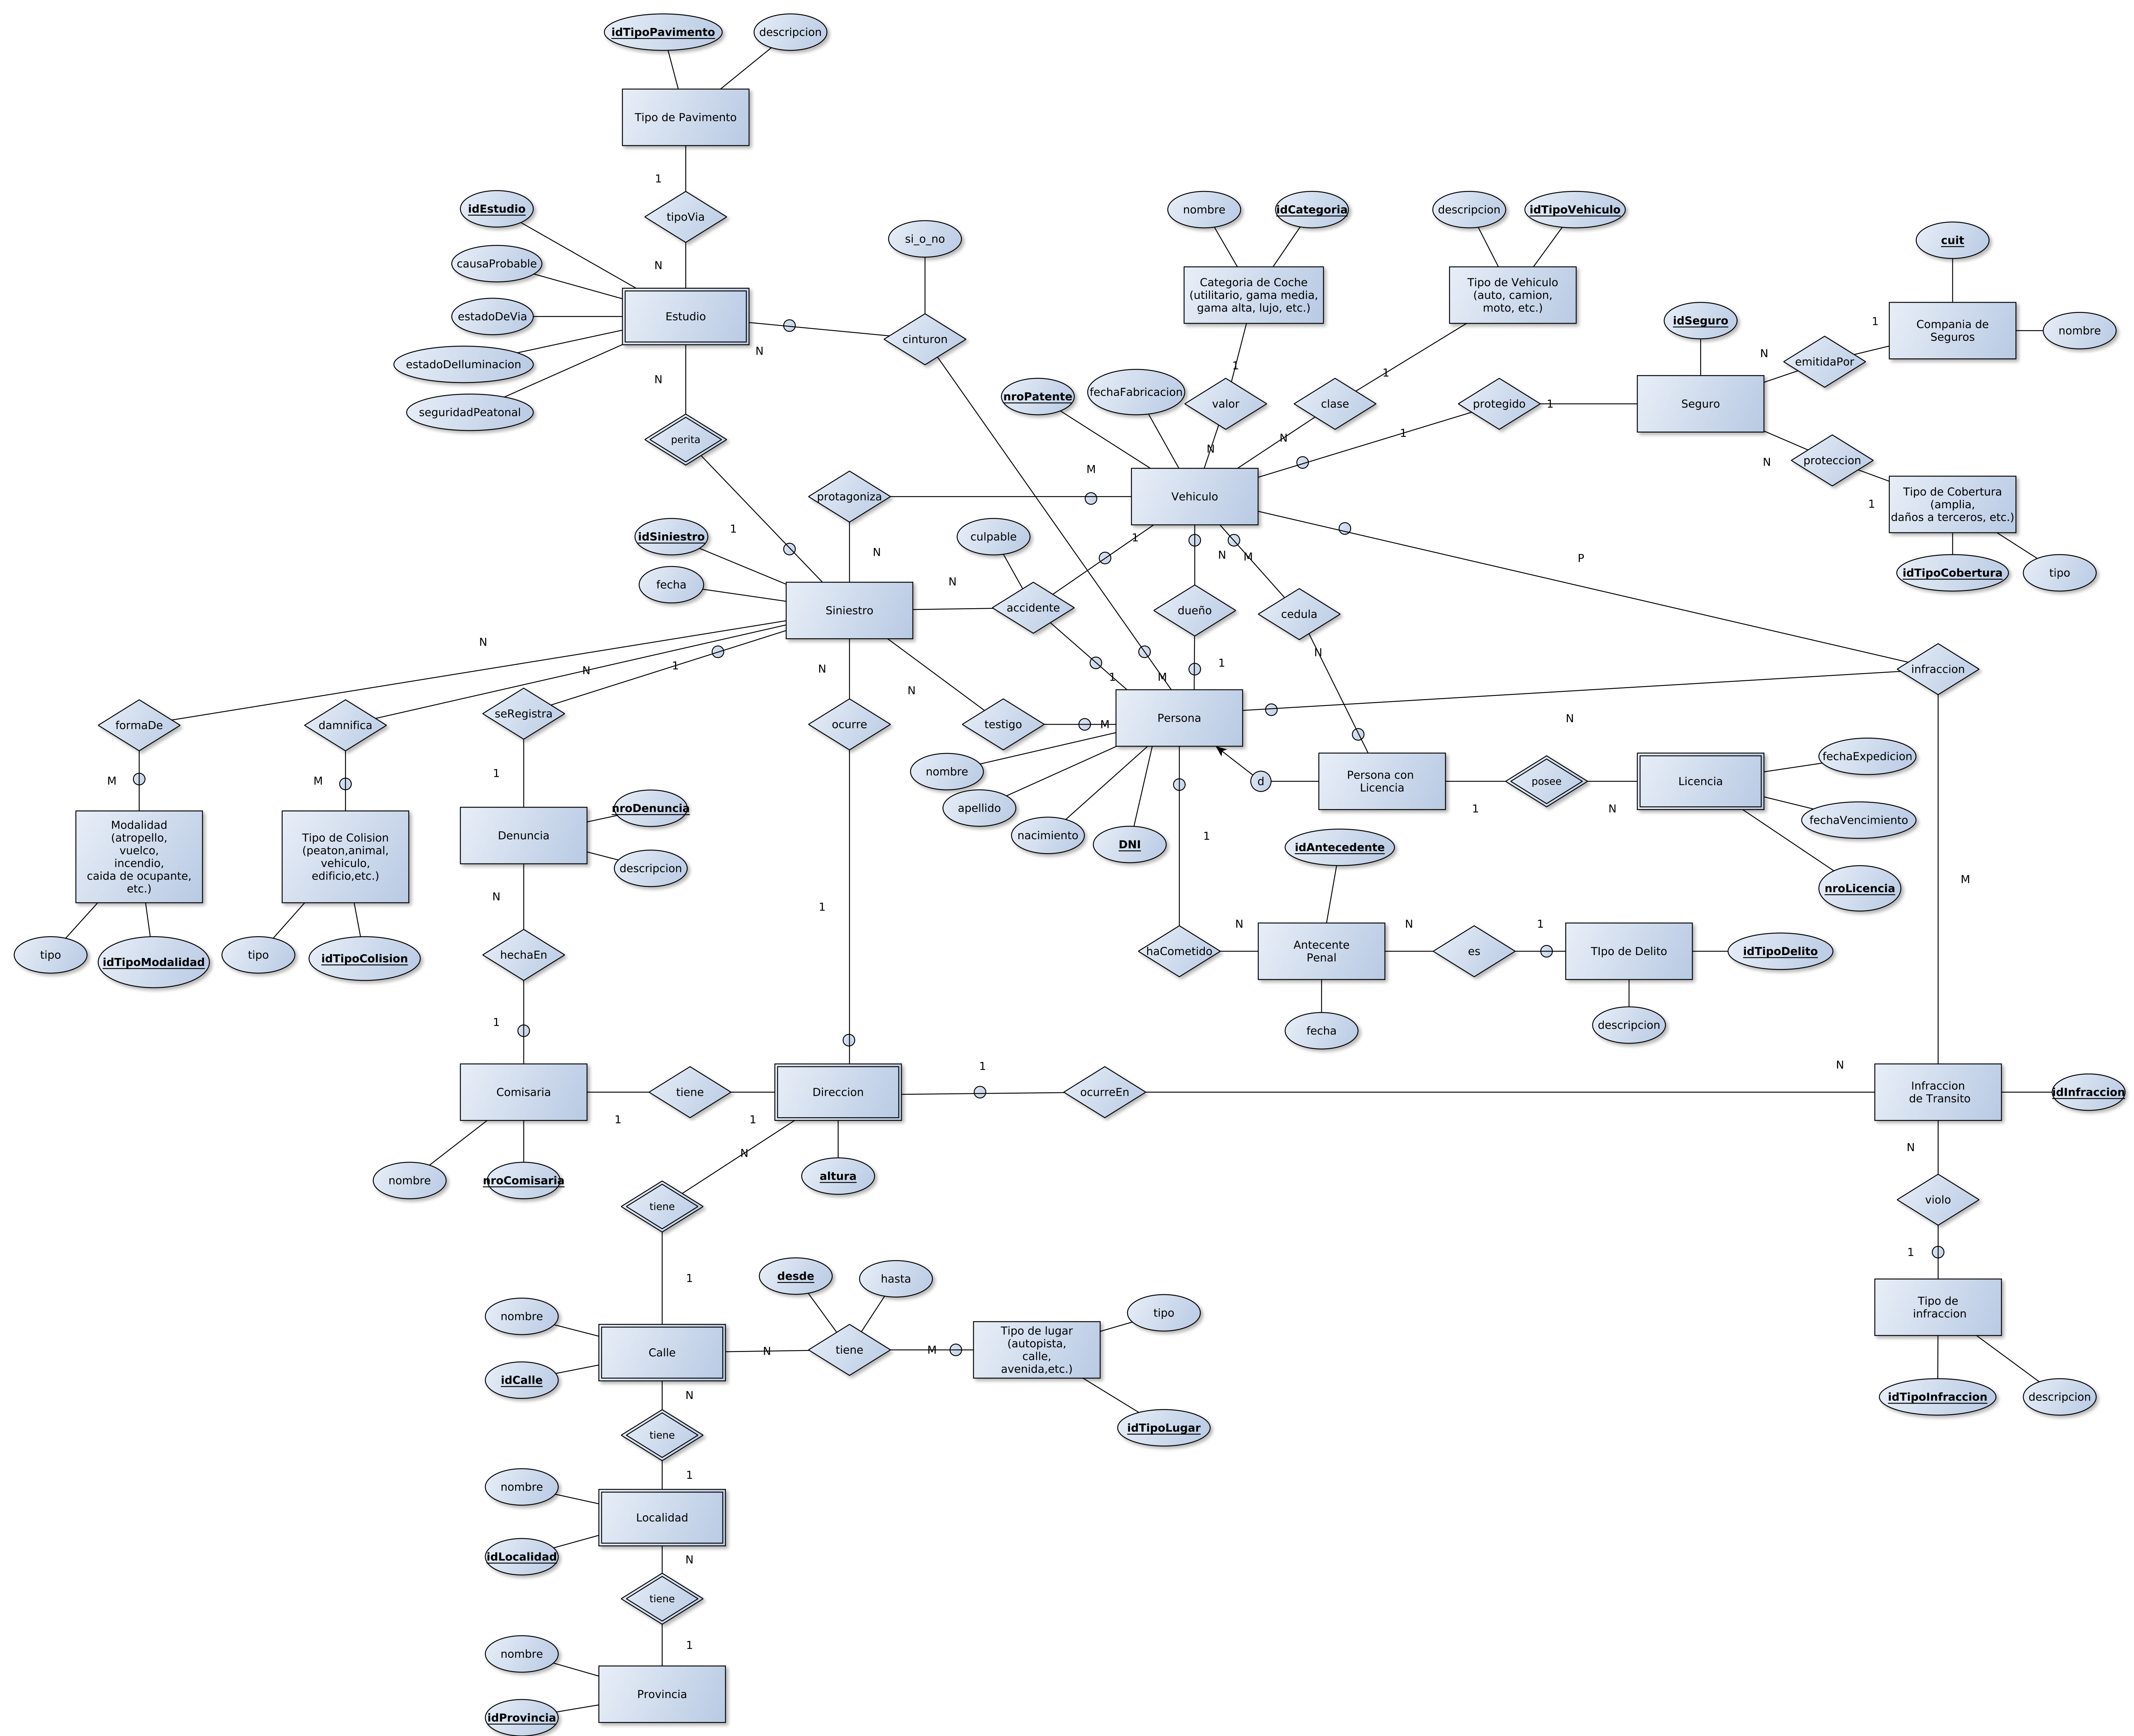 idTipoPavimento
descripcion
Tipo de Pavimento
1
tipoVia
N
idEstudio
causaProbable
estadoDeVia
estadoDeIluminacion
seguridadPeatonal
Estudio
N
N
si_o_no
cinturon
perita
1
nombre
idCategoria
Categoria de Coche
(utilitario, gama media,
gama alta, lujo, etc.)
1
valor
N
descripcion
idTipoVehiculo
Tipo de Vehiculo
(auto, camion,
moto, etc.)
1
clase
N
cuit
Compania de
Seguros
nombre
1
emitidaPor
N
idSeguro
Seguro
1
protegido
1
N
proteccion
1
Tipo de Cobertura
(amplia,
daños a terceros, etc.)
idTipoCobertura
tipo
nroPatente
fechaFabricacion
Vehiculo
M
protagoniza
N
idSiniestro
fecha
Siniestro
culpable
N
accidente
1
1
N
dueño
1
M
cedula
N
P
infraccion
N
M
M
Persona
N
testigo
M
nombre
apellido
nacimiento
DNI
d
Persona con
Licencia
1
posee
N
Licencia
fechaExpedicion
fechaVencimiento
nroLicencia
N
formaDe
M
Modalidad
(atropello,
vuelco,
incendio,
caida de ocupante,
etc.)
tipo
idTipoModalidad
N
damnifica
M
Tipo de Colision
(peaton,animal,
vehiculo,
edificio,etc.)
tipo
idTipoColision
1
seRegistra
1
Denuncia
nroDenuncia
descripcion
N
hechaEn
1
N
ocurre
1
1
haCometido
N
idAntecedente
Antecente
Penal
fecha
N
es
1
TIpo de Delito
idTipoDelito
descripcion
Comisaria
nombre
nroComisaria
1
tiene
1
Direccion
altura
1
ocurreEn
N
Infraccion
de Transito
idInfraccion
N
violo
1
Tipo de
infraccion
idTipoInfraccion
descripcion
N
tiene
1
nombre
idCalle
Calle
N
desde
hasta
tiene
M
Tipo de lugar
(autopista,
calle,
avenida,etc.)
tipo
idTipoLugar
N
tiene
1
nombre
idLocalidad
Localidad
N
tiene
1
nombre
idProvincia
Provincia